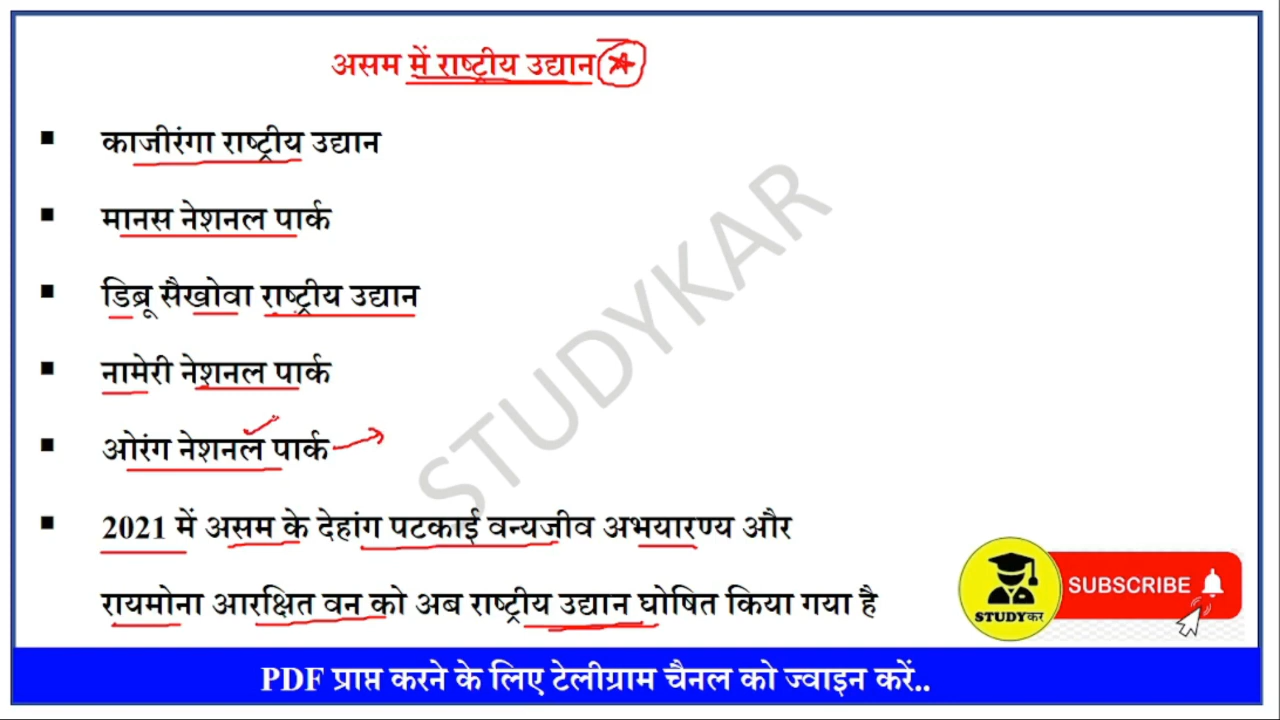 असम में राष्ट्रीय उद्यान
▪ काजीरंगा राष्ट्रीय उद्यान
▪ मानस नेशनल पार्क
▪ डिब्रू सैखोवा राष्ट्रीय उद्यान
▪ नामेरी नेशनल पार्क
▪ ओरंग नेशनल पार्क
▪ 2021 में असम के देहांग पटकाई वन्यजीव अभयारण्य और
रायमोना आरक्षित वन को अब राष्ट्रीय उद्यान घोषित किया गया है
STUDYKAR
STUDYकर
SUBSCRIBE
PDF प्राप्त करने के लिए टेलीग्राम चैनल को ज्वाइन करें..